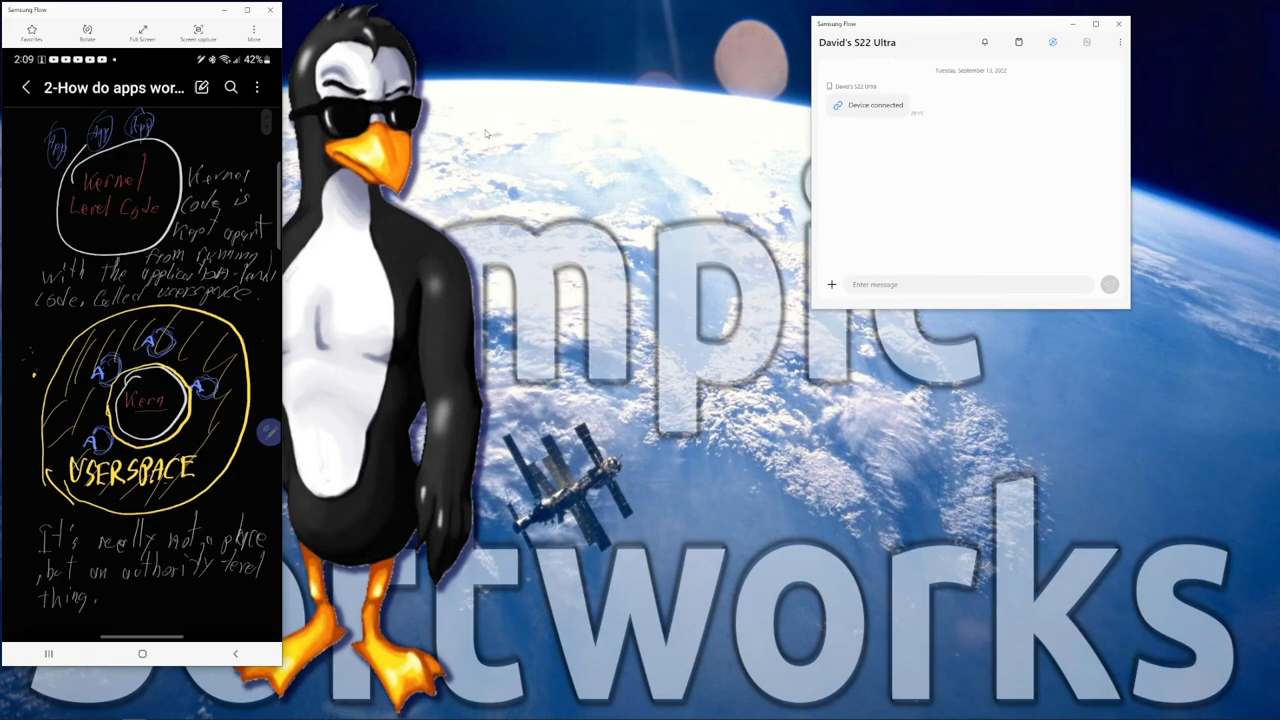 Samsung Flow
Favorites
Rotate
Full Screen
Screen capture
More
2:09
42%
2-How do apps wor...
App
App
App
Kernel
Level Code
Kernel
Code is
kept apart
from running
with the application-land
code, called userspace.
A
A
A
A
Kern
USERSPACE
It's really not a place
, but an authority level
thing.
Samsung Flow
David's S22 Ultra
Tuesday, September 13, 2022
David's S22 Ultra
Device connected
Enter message
mpic
softworks